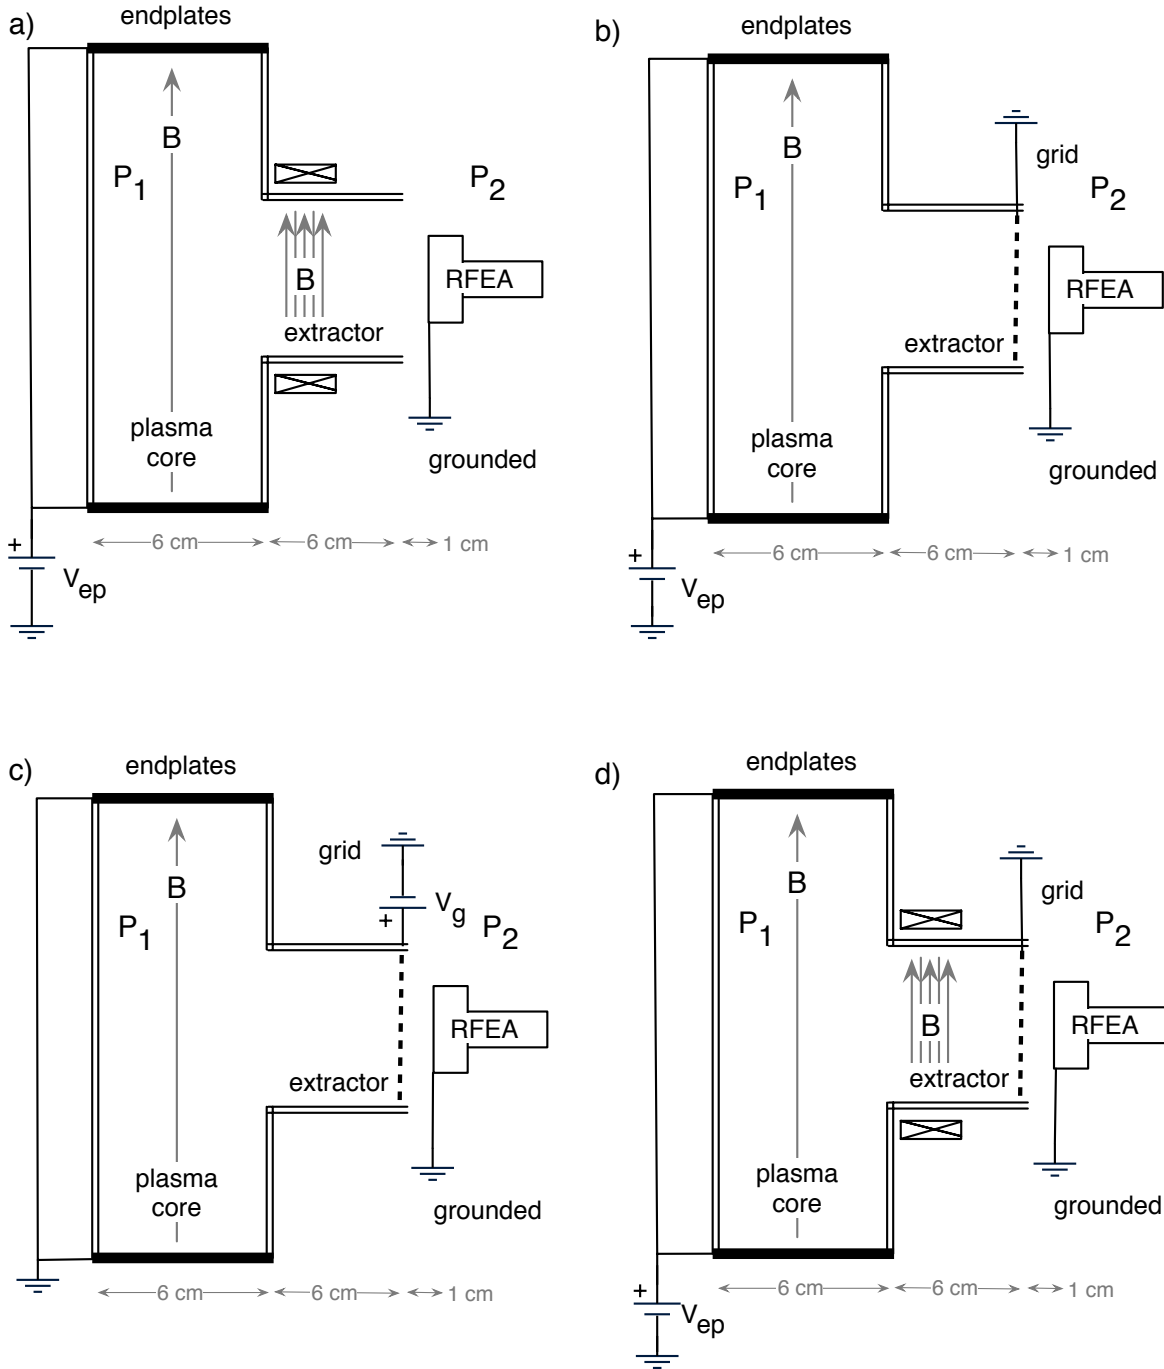 a)
endplates
B
P1
P2
B
RFEA
extractor
plasma
core
grounded
6 cm
6 cm
1 cm
+
Vep
b)
endplates
B
grid
P1
P2
RFEA
extractor
plasma
core
grounded
6 cm
6 cm
1 cm
+
Vep
c)
endplates
grid
B
Vg
+
P1
P2
RFEA
extractor
plasma
core
grounded
6 cm
6 cm
1 cm
d)
endplates
B
grid
P1
P2
B
RFEA
extractor
plasma
core
grounded
6 cm
6 cm
1 cm
+
Vep